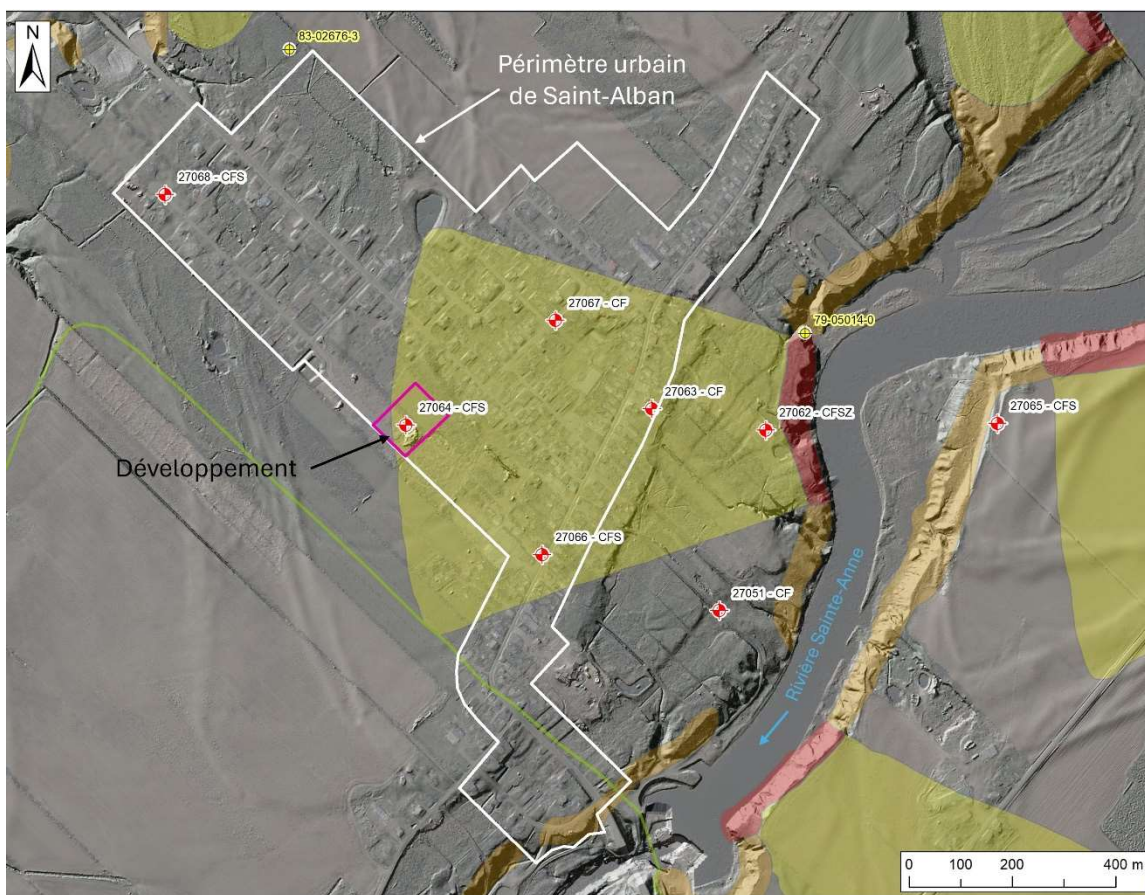 N
83-02676-3
Périmètre urbain
de Saint-Alban
27068 - CFS
27067 - CF
79-05014-0
27064 - CFS
27063 - CF
27062 - CFSZ
27065 - CFS
Développement
27066 - CFS
27051 - CF
Rivière Sainte-Anne
0 100 200 400 m